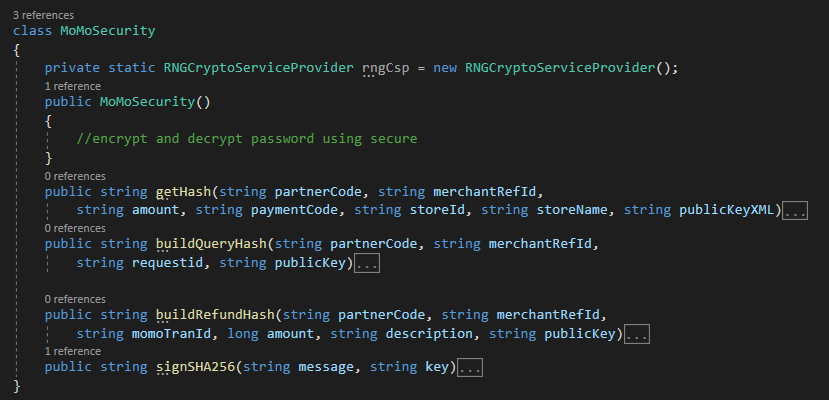 3 references
class MoMoSecurity
{
private static RNGCryptoServiceProvider rngCsp = new RNGCryptoServiceProvider();
1 reference
public MoMoSecurity()
{
//encrypt and decrypt password using secure
}
0 references
public string getHash(string partnerCode, string merchantRefId,
string amount, string paymentCode, string storeId, string storeName, string publicKeyXML)...
0 references
public string buildQueryHash(string partnerCode, string merchantRefId,
string requestid, string publicKey)...
0 references
public string buildRefundHash(string partnerCode, string merchantRefId,
string momoTranId, long amount, string description, string publicKey)...
1 reference
public string signSHA256(string message, string key)...
}